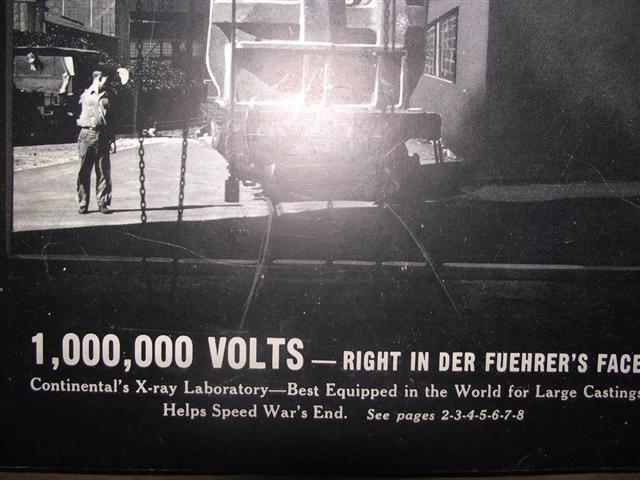 1,000,000 VOLTS — RIGHT IN DER FUEHRER'S FACE
Continental's X-ray Laboratory—Best Equipped in the World for Large Castings
Helps Speed War's End. See pages 2-3-4-5-6-7-8